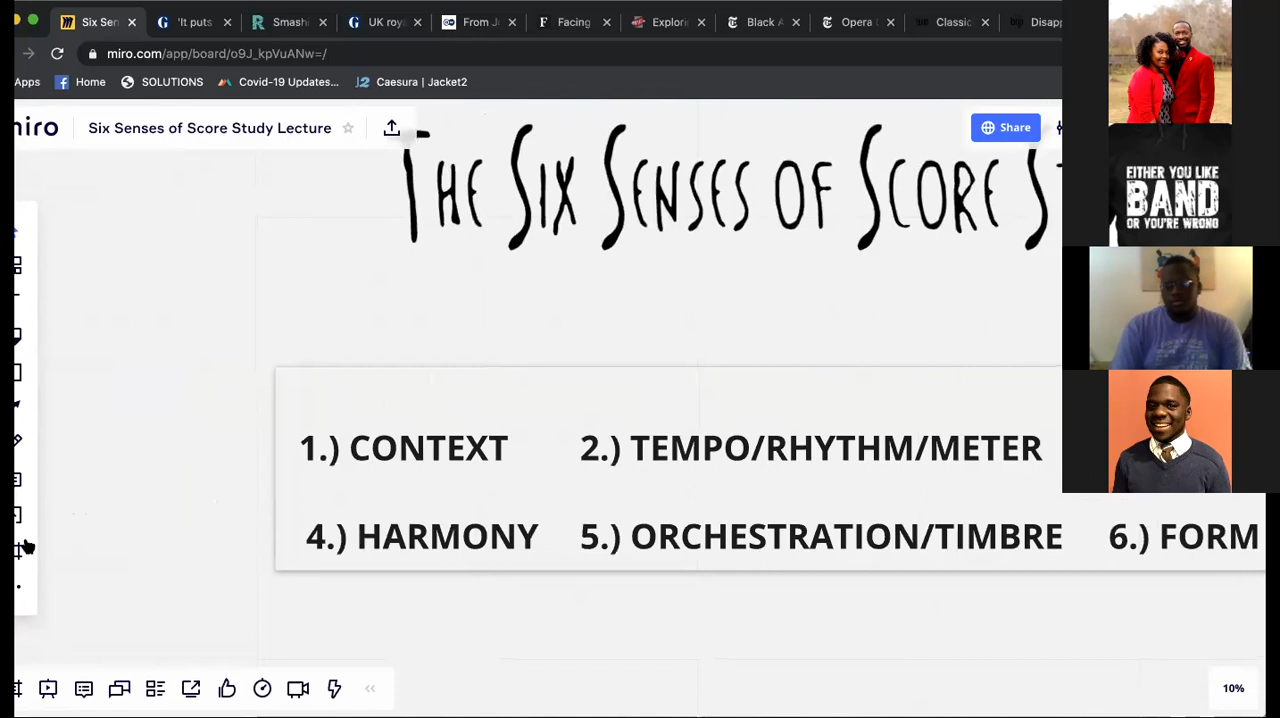 Six Sen
'It puts
Smashi
UK roy
From J
Facing
Explori
Black A
Opera
Classic
Disapp
miro.com/app/board/o9J_kpVuANw=/
Apps
Home
SOLUTIONS
Covid-19 Updates...
Caesura | Jacket2
miro
Six Senses of Score Study Lecture
Share
THE SIX SENSES OF SCORE ST
EITHER YOU LIKE
BAND
OR YOU'RE WRONG
1.) CONTEXT
2.) TEMPO/RHYTHM/METER
4.) HARMONY
5.) ORCHESTRATION/TIMBRE
6.) FORM
10%